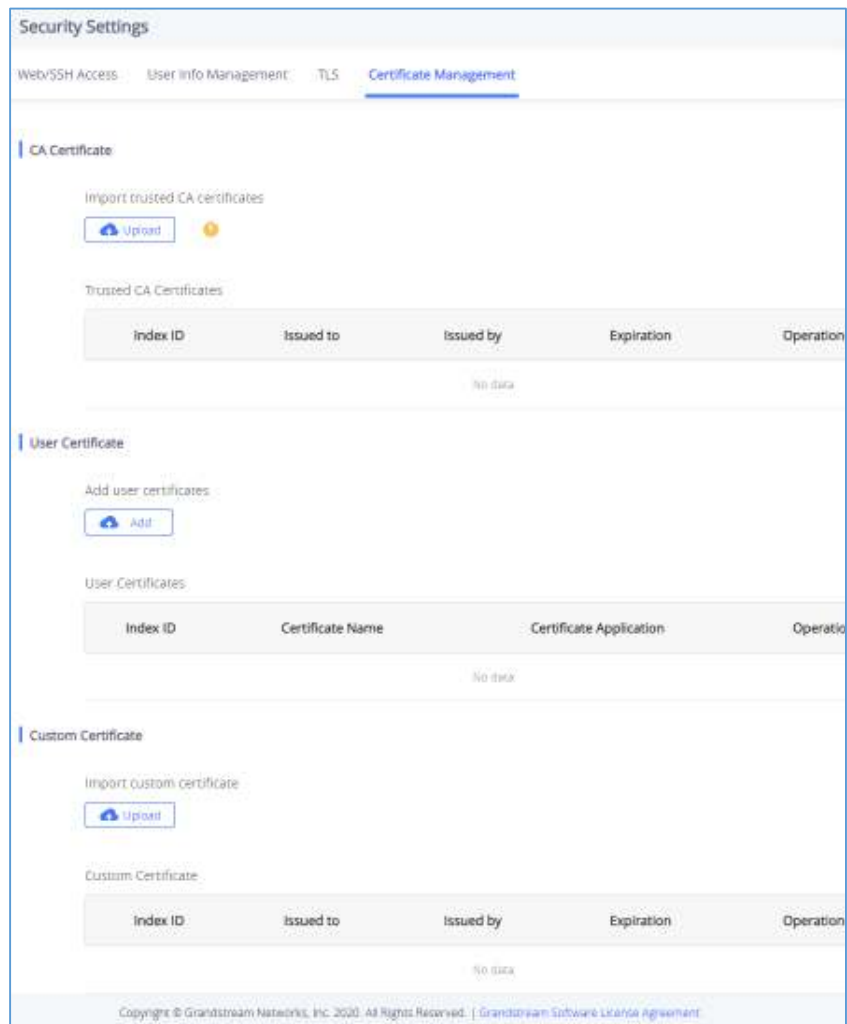 Security Settings
Web/SSH Access User Info Management TLS Certificate Management
CA Certificate
Import trusted CA certificates
Upload ?
Trusted CA Certificates
Index ID Issued to Issued by Expiration Operation
No data
User Certificate
Add user certificates
Add
User Certificates
Index ID Certificate Name Certificate Application Operatio
No data
Custom Certificate
Import custom certificate
Upload
Custom Certificate
Index ID Issued to Issued by Expiration Operation
No data
Copyright © Grandstream Networks, Inc. 2020. All Rights Reserved. | Grandstream Software License Agreement